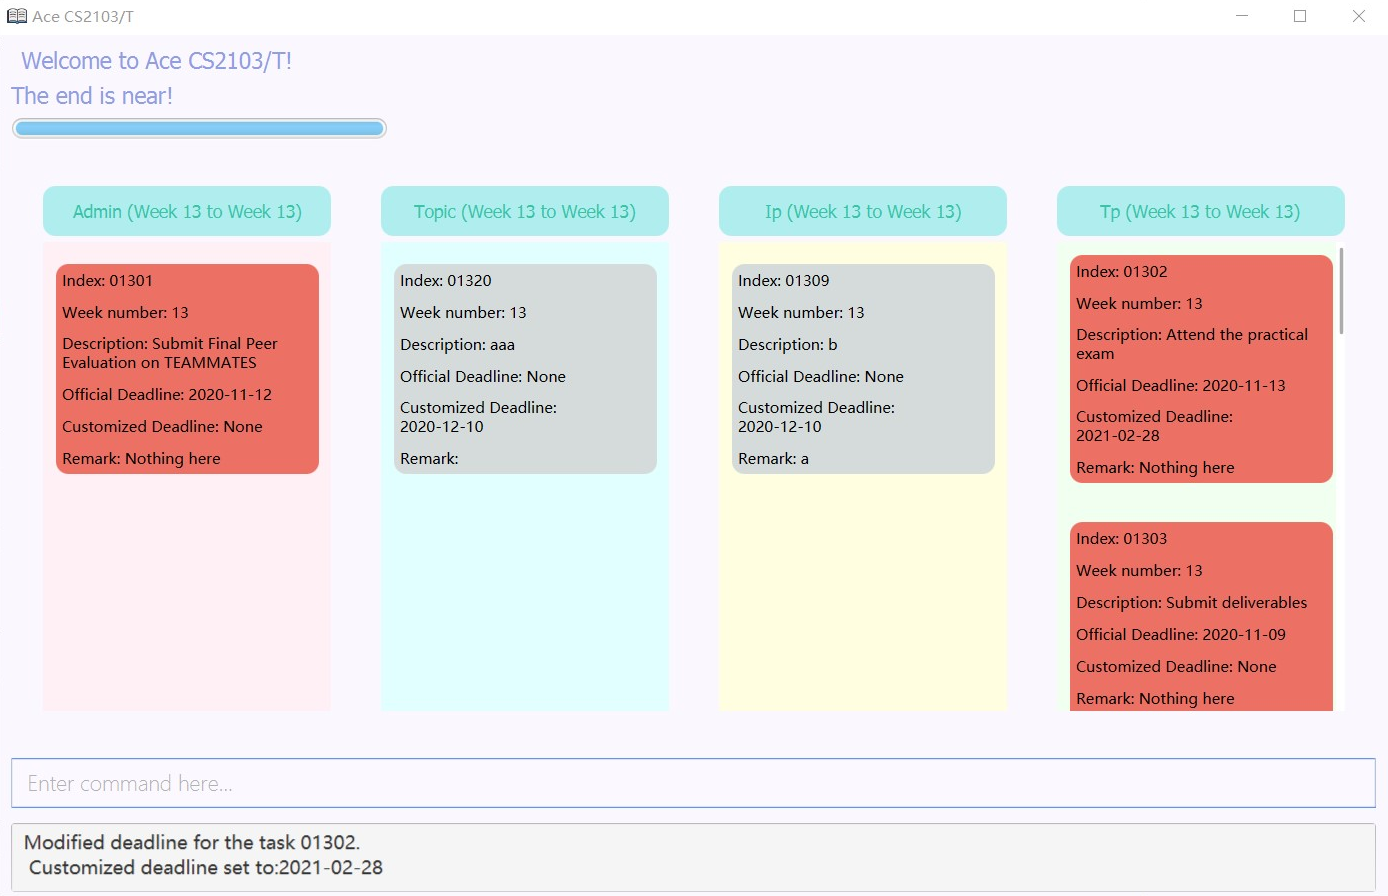 Ace CS2103/T
Welcome to Ace CS2103/T!
The end is near!
Admin (Week 13 to Week 13)
Index: 01301
Week number: 13
Description: Submit Final Peer
Evaluation on TEAMMATES
Official Deadline: 2020-11-12
Customized Deadline: None
Remark: Nothing here
Topic (Week 13 to Week 13)
Index: 01320
Week number: 13
Description: aaa
Official Deadline: None
Customized Deadline:
2020-12-10
Remark:
Ip (Week 13 to Week 13)
Index: 01309
Week number: 13
Description: b
Official Deadline: None
Customized Deadline:
2020-12-10
Remark: a
Tp (Week 13 to Week 13)
Index: 01302
Week number: 13
Description: Attend the practical
exam
Official Deadline: 2020-11-13
Customized Deadline:
2021-02-28
Remark: Nothing here
Index: 01303
Week number: 13
Description: Submit deliverables
Official Deadline: 2020-11-09
Customized Deadline: None
Remark: Nothing here
Enter command here...
Modified deadline for the task 01302.
Customized deadline set to:2021-02-28